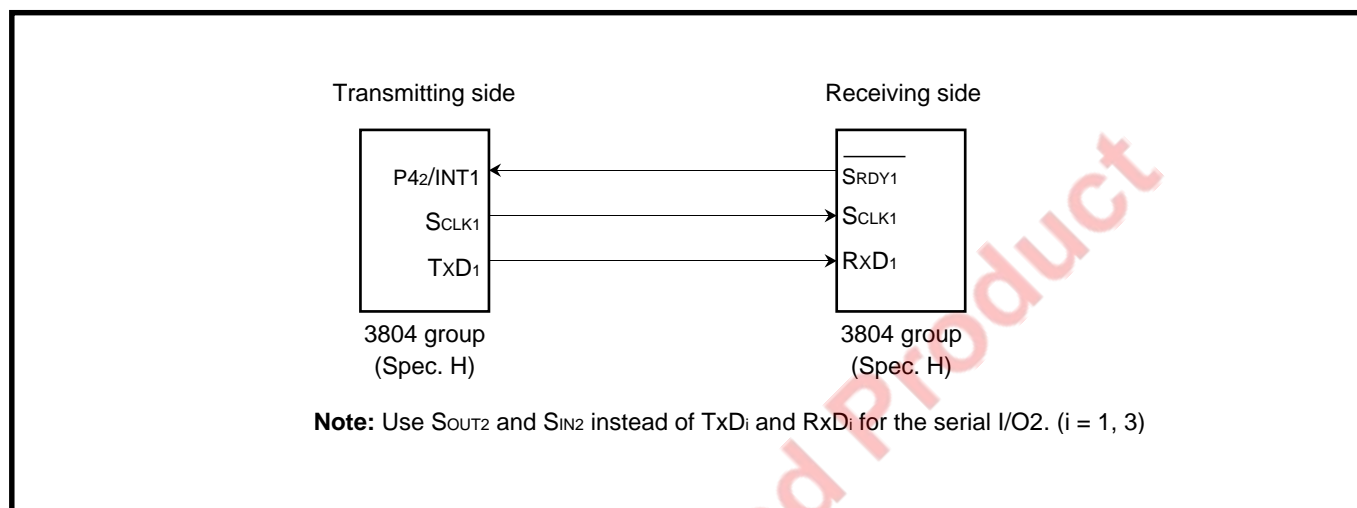 Transmitting side Receiving side
P42/INT1 SRDY1
SCLK1 SCLK1
TxD1 RxD1
3804 group 3804 group
(Spec. H) (Spec. H)
Note: Use SOUT2 and SIN2 instead of TxDi and RxDi for the serial I/O2. (i = 1, 3)
d Product